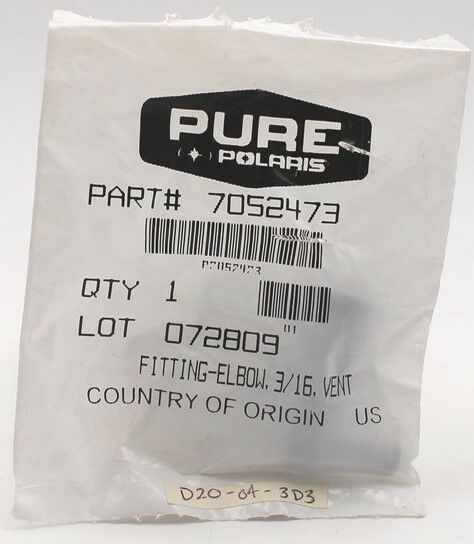 PURE
POLARIS
PART# 7052473
P7052473
QTY 1
01
LOT 072809
FITTING-ELBOW, 3/16, VENT
COUNTRY OF ORIGIN US
D20-04-3D3